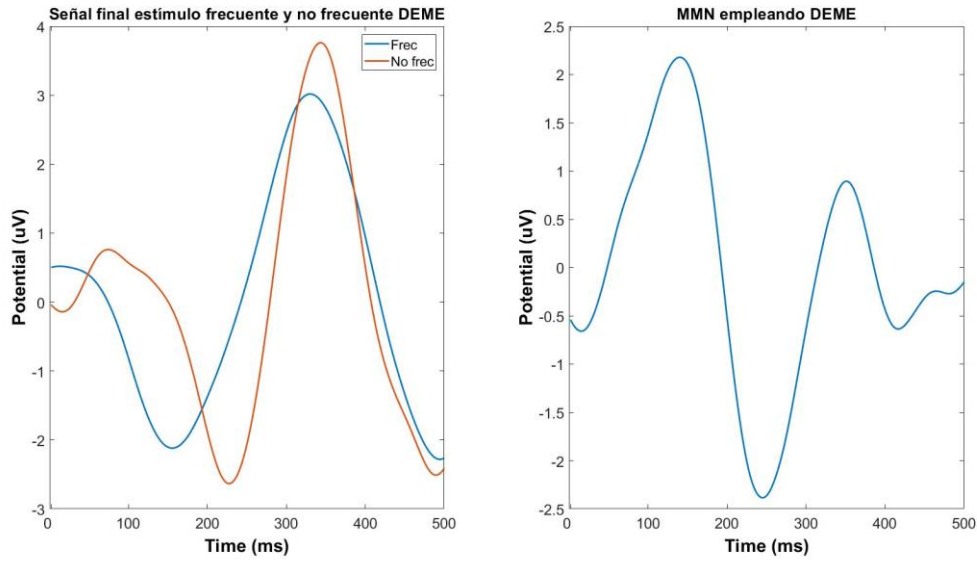 Señal final estímulo frecuente y no frecuente DEME
Frec
No frec
4
3
2
1
0
-1
-2
-3
0 100 200 300 400 500
Potential (uV)
Time (ms)
MMN empleando DEME
2.5
2
1.5
1
0.5
0
-0.5
-1
-1.5
-2
-2.5
0 100 200 300 400 500
Potential (uV)
Time (ms)